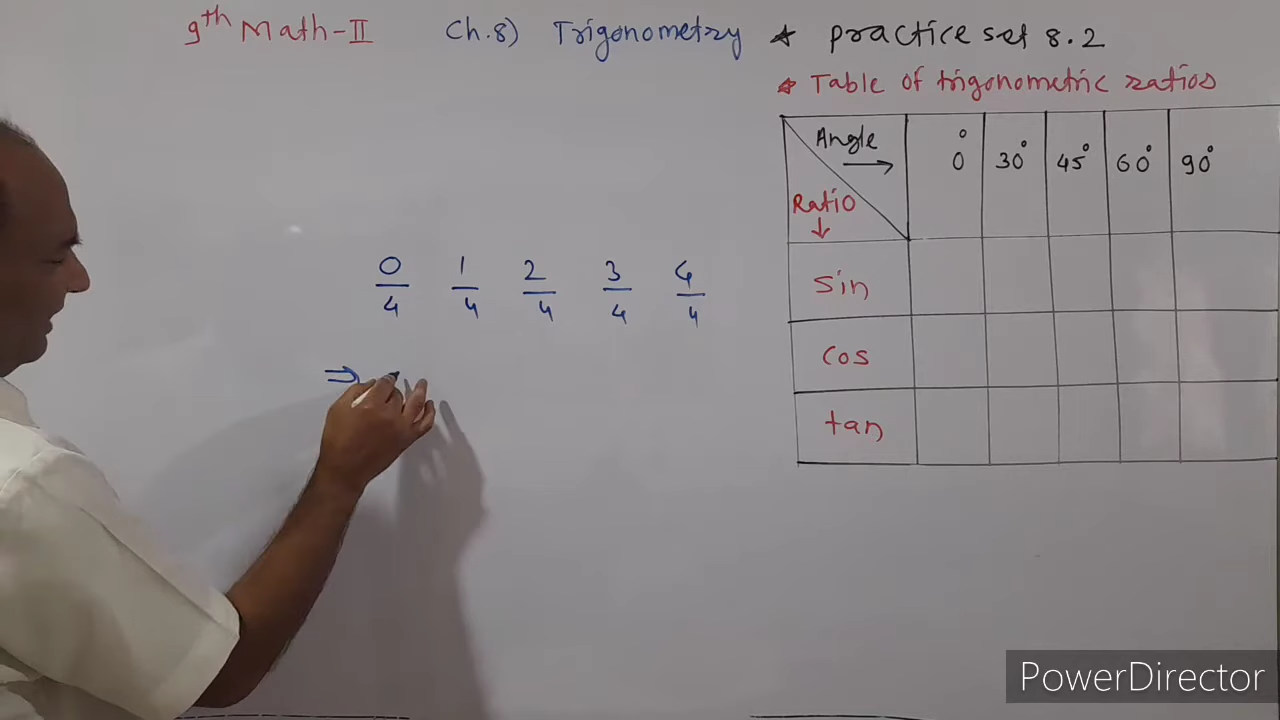 9th Math-II Ch.8) Trigonometry * practice set 8.2
* Table of trigonometric ratios
Angle → 0° 30° 45° 60° 90°
Ratio ↓
sin
cos
tan
0/4 1/4 2/4 3/4 4/4
⇒
PowerDirector